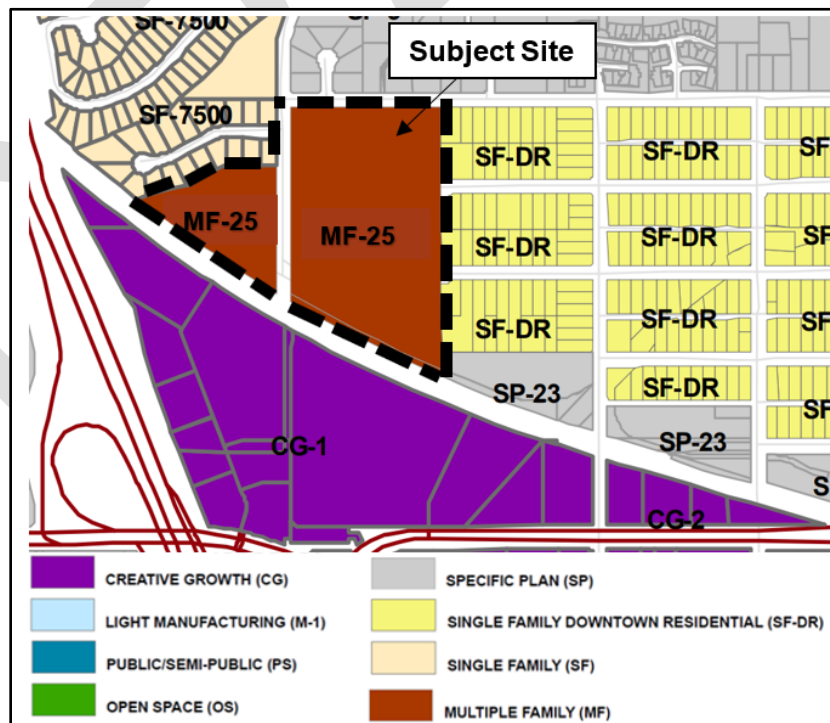 SF-7500
Subject Site
SF-7500
SF-DR
SF-DR
SF
MF-25
MF-25
SF-DR
SF-DR
SF
SF-DR
SF-DR
SF
SP-23
SF-DR
SF
CG-1
SP-23
S
CG-2
CREATIVE GROWTH (CG)
SPECIFIC PLAN (SP)
LIGHT MANUFACTURING (M-1)
SINGLE FAMILY DOWNTOWN RESIDENTIAL (SF-DR)
PUBLIC/SEMI-PUBLIC (PS)
SINGLE FAMILY (SF)
OPEN SPACE (OS)
MULTIPLE FAMILY (MF)